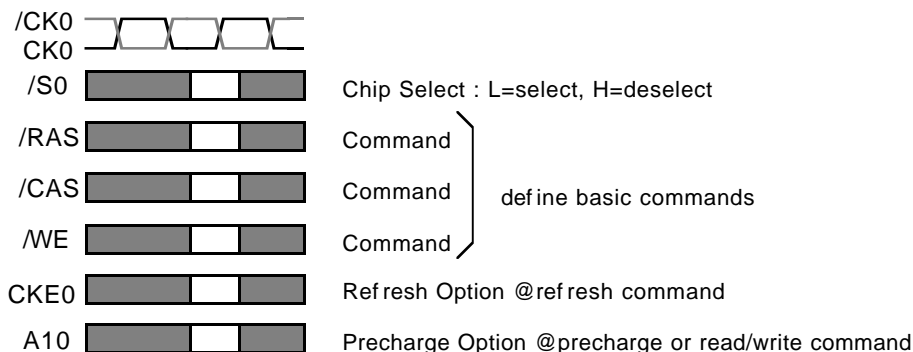 /CK0
CK0
/S0 Chip Select : L=select, H=deselect
/RAS Command
/CAS Command define basic commands
/WE Command
CKE0 Refresh Option @refresh command
A10 Precharge Option @precharge or read/write command